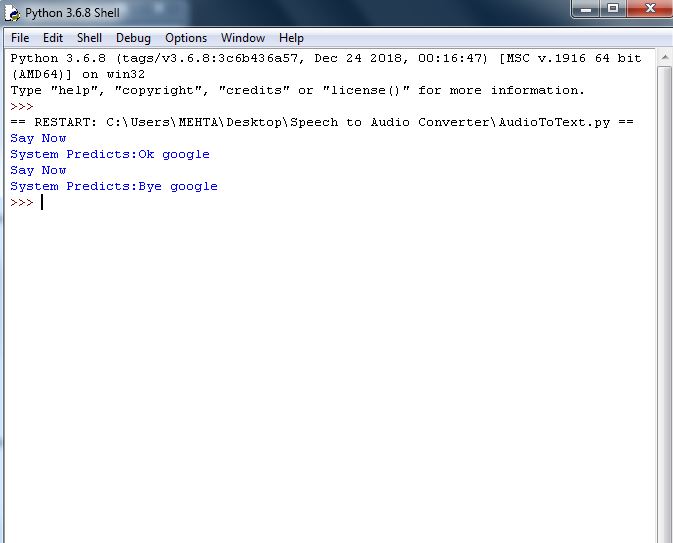 Python 3.6.8 Shell
File Edit Shell Debug Options Window Help
Python 3.6.8 (tags/v3.6.8:3c6b436a57, Dec 24 2018, 00:16:47) [MSC v.1916 64 bit
(AMD64)] on win32
Type "help", "copyright", "credits" or "license()" for more information.
>>>
== RESTART: C:\Users\MEHTA\Desktop\Speech to Audio Converter\AudioToText.py ==
Say Now
System Predicts:Ok google
Say Now
System Predicts:Bye google
>>>